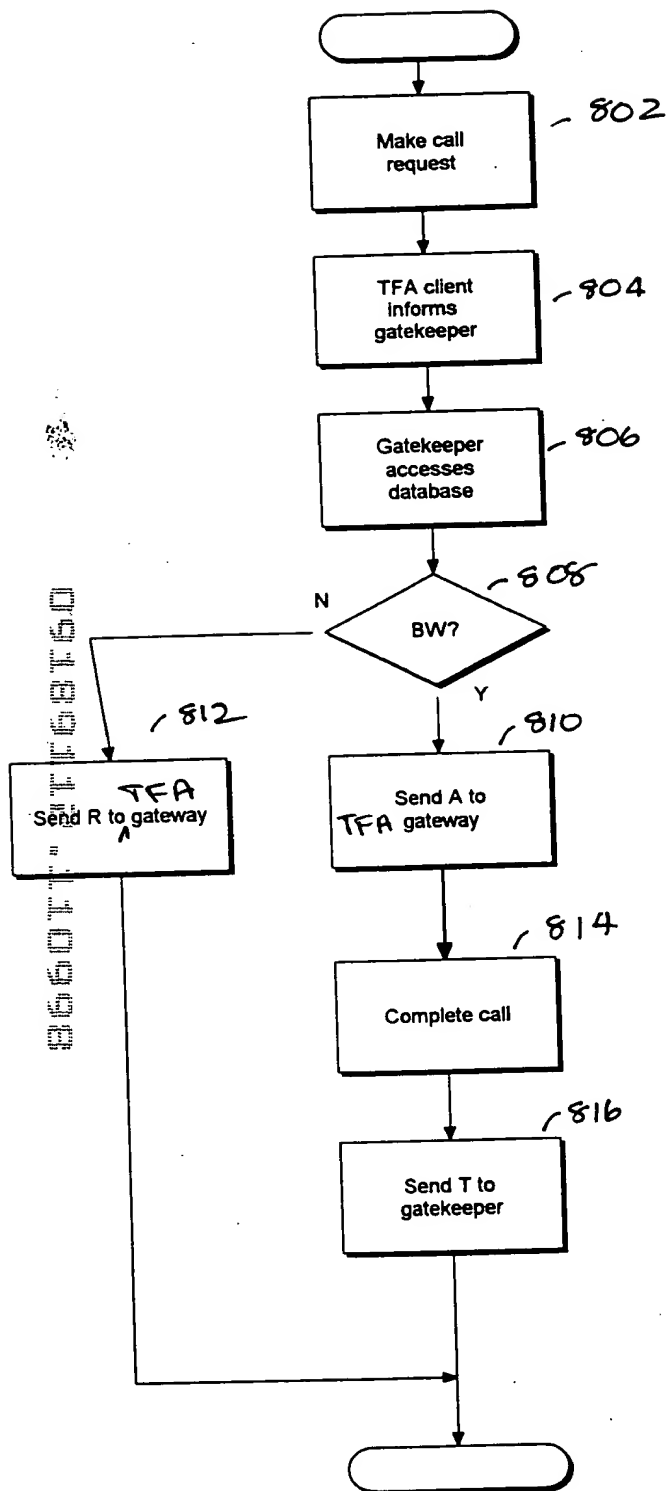 802
Make call
request
804
TFA client
informs
gatekeeper
806
Gatekeeper
accesses
database
808
N
BW?
Y
812
810
TFA
Send R to ^ gateway
Send A to
TFA gateway
814
Complete call
816
Send T to
gatekeeper